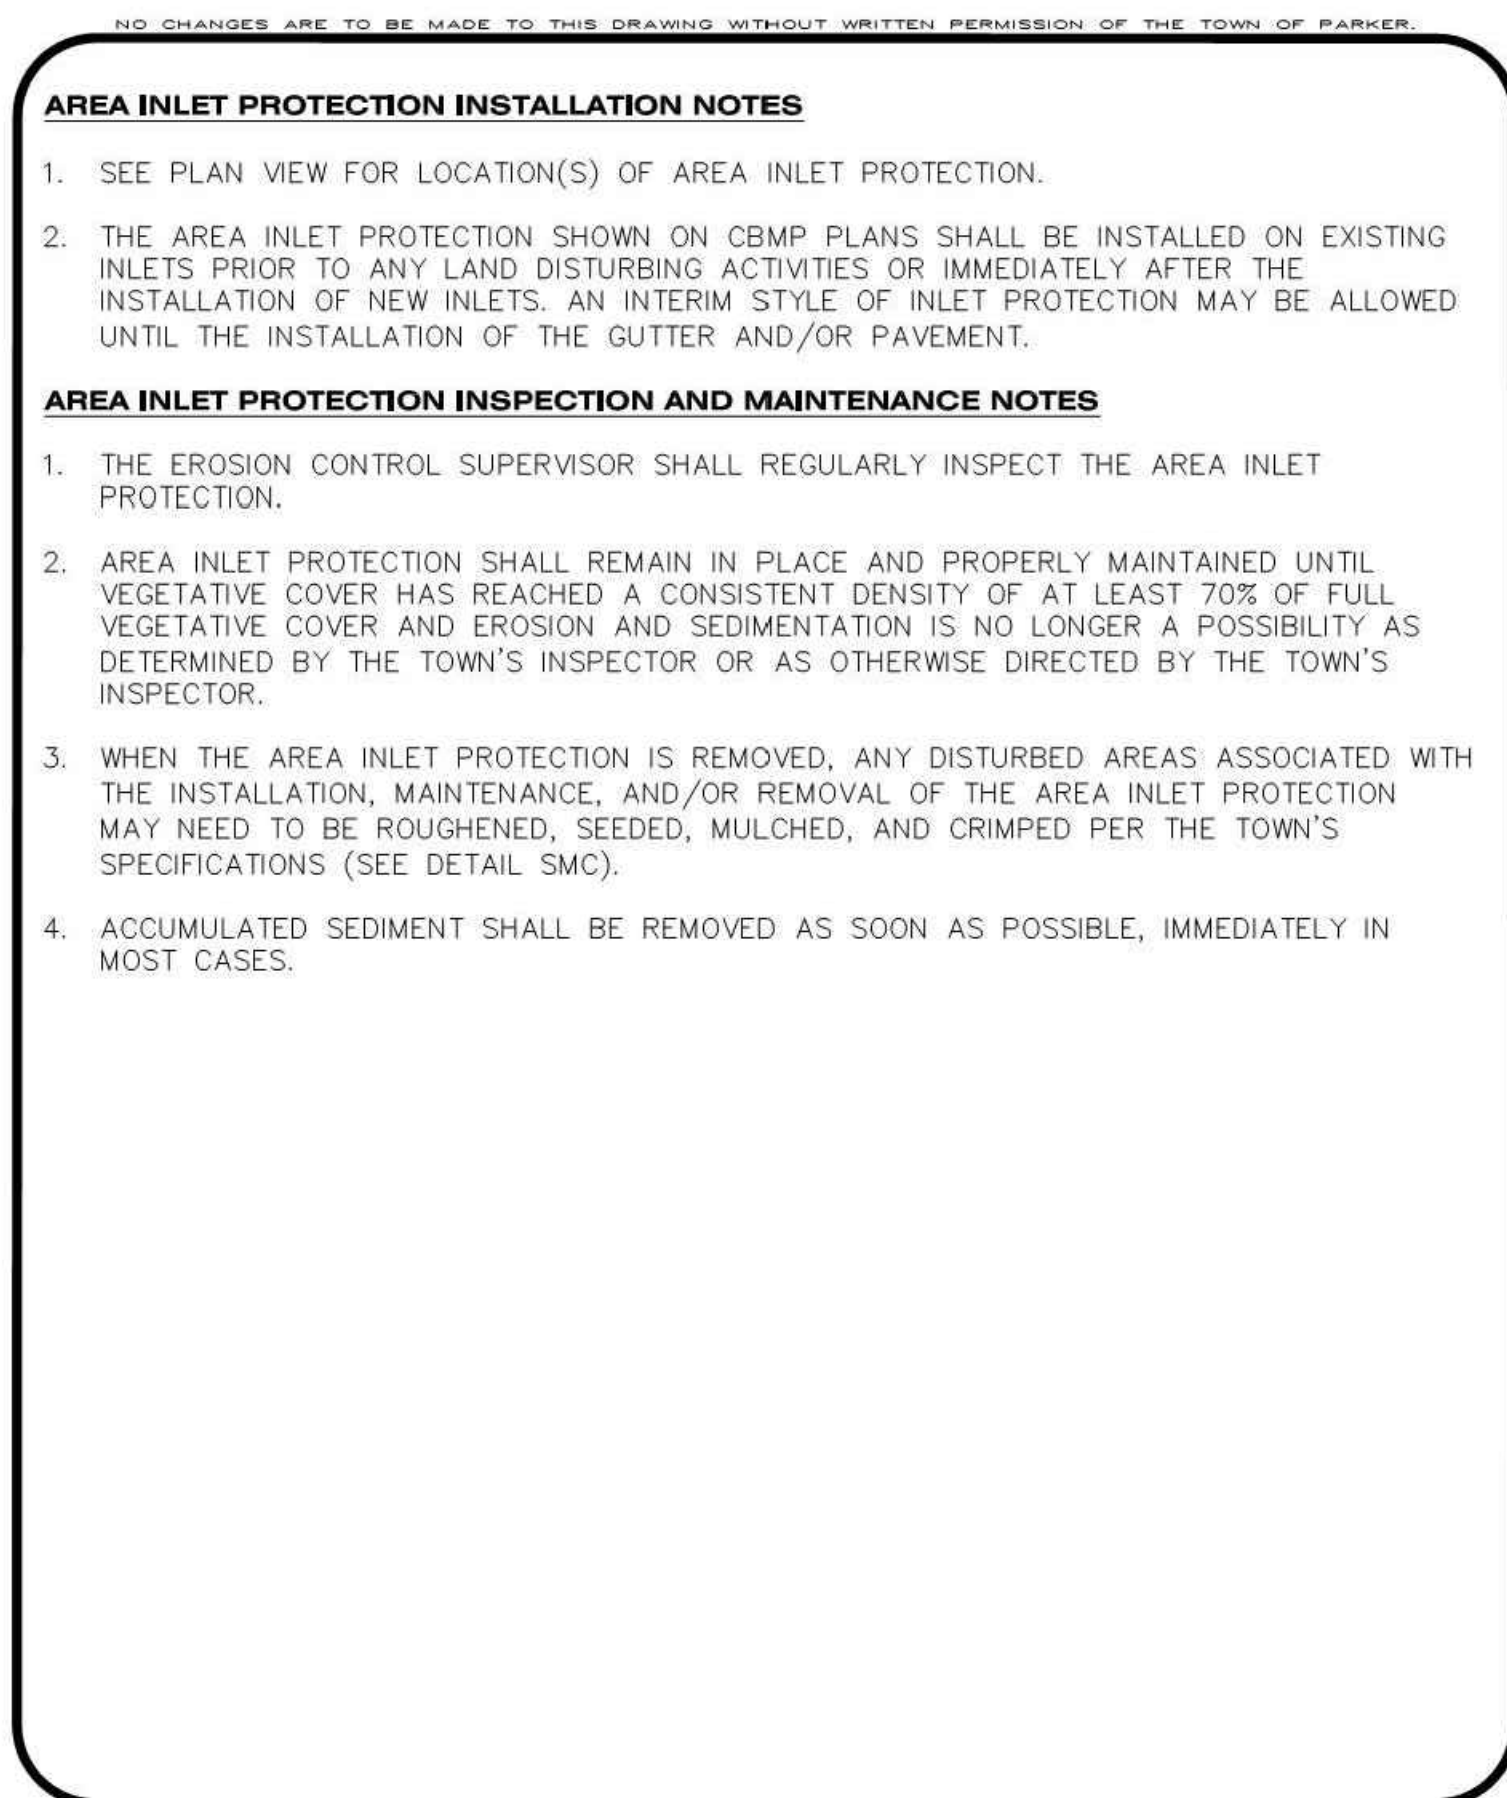 NO CHANGES ARE TO BE MADE TO THIS DRAWING WITHOUT WRITTEN PERMISSION OF THE TOWN OF PARKER.
AREA INLET PROTECTION INSTALLATION NOTES
1. SEE PLAN VIEW FOR LOCATION(S) OF AREA INLET PROTECTION.
2. THE AREA INLET PROTECTION SHOWN ON CBMP PLANS SHALL BE INSTALLED ON EXISTING
INLETS PRIOR TO ANY LAND DISTURBING ACTIVITIES OR IMMEDIATELY AFTER THE
INSTALLATION OF NEW INLETS. AN INTERIM STYLE OF INLET PROTECTION MAY BE ALLOWED
UNTIL THE INSTALLATION OF THE GUTTER AND/OR PAVEMENT.
AREA INLET PROTECTION INSPECTION AND MAINTENANCE NOTES
1. THE EROSION CONTROL SUPERVISOR SHALL REGULARLY INSPECT THE AREA INLET
PROTECTION.
2. AREA INLET PROTECTION SHALL REMAIN IN PLACE AND PROPERLY MAINTAINED UNTIL
VEGETATIVE COVER HAS REACHED A CONSISTENT DENSITY OF AT LEAST 70% OF FULL
VEGETATIVE COVER AND EROSION AND SEDIMENTATION IS NO LONGER A POSSIBILITY AS
DETERMINED BY THE TOWN'S INSPECTOR OR AS OTHERWISE DIRECTED BY THE TOWN'S
INSPECTOR.
3. WHEN THE AREA INLET PROTECTION IS REMOVED, ANY DISTURBED AREAS ASSOCIATED WITH
THE INSTALLATION, MAINTENANCE, AND/OR REMOVAL OF THE AREA INLET PROTECTION
MAY NEED TO BE ROUGHENED, SEEDED, MULCHED, AND CRIMPED PER THE TOWN'S
SPECIFICATIONS (SEE DETAIL SMC).
4. ACCUMULATED SEDIMENT SHALL BE REMOVED AS SOON AS POSSIBLE, IMMEDIATELY IN
MOST CASES.